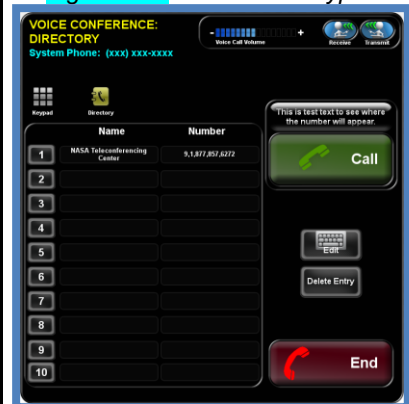 VOICE CONFERENCE:
DIRECTORY
System Phone: (xxx) xxx-xxxx
- +
Voice Call Volume
Receive Transmit
Keypad Directory
This is test text to see where
the number will appear.
Name Number
Call
1 NASA Teleconferencing
Center
9,1,877,857,6272
2
3
4
5
Edit
6
Delete Entry
7
8
9
10
End